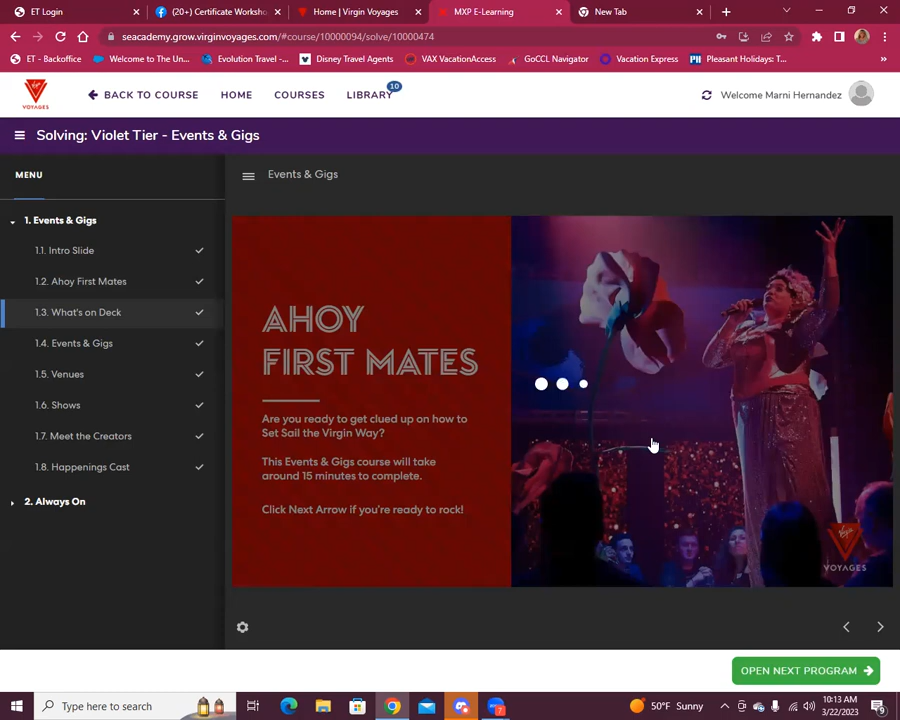 ET Login
(20+) Certificate Worksho
Home | Virgin Voyages
MXP E-Learning
New Tab
seacademy.grow.virginvoyages.com/#course/10000094/solve/10000474
ET - Backoffice
Welcome to The Un...
Evolution Travel -...
Disney Travel Agents
VAX VacationAccess
GoCCL Navigator
Vacation Express
Pleasant Holidays: T...
VOYAGES
BACK TO COURSE
HOME
COURSES
LIBRARY
10
Welcome Marni Hernandez
Solving: Violet Tier - Events & Gigs
MENU
Events & Gigs
1. Events & Gigs
1.1. Intro Slide
1.2. Ahoy First Mates
1.3. What's on Deck
1.4. Events & Gigs
1.5. Venues
1.6. Shows
1.7. Meet the Creators
1.8. Happenings Cast
2. Always On
AHOY
FIRST MATES
Are you ready to get clued up on how to
Set Sail the Virgin Way?
This Events & Gigs course will take
around 15 minutes to complete.
Click Next Arrow if you're ready to rock!
VOYAGES
OPEN NEXT PROGRAM
Type here to search
50°F Sunny
10:13 AM
3/22/2023